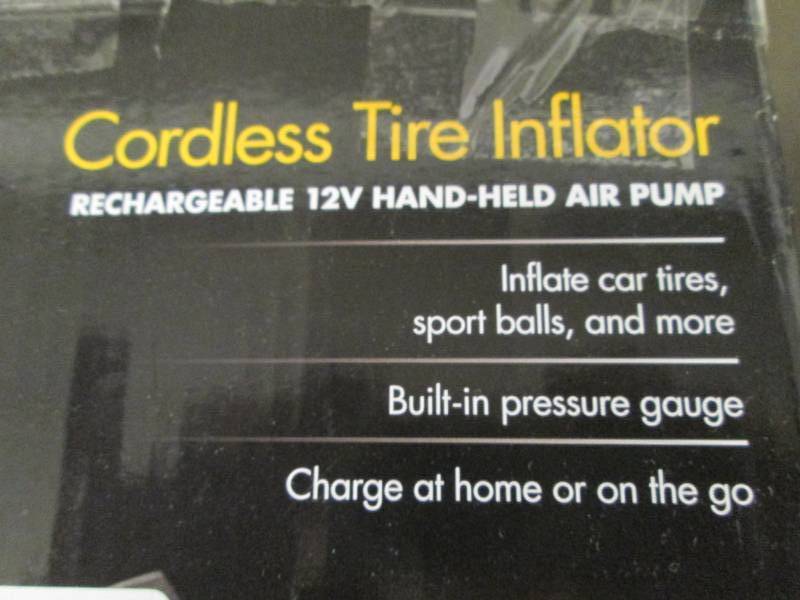 Cordless Tire Inflator
RECHARGEABLE 12V HAND-HELD AIR PUMP
Inflate car tires,
sport balls, and more
Built-in pressure gauge
Charge at home or on the go